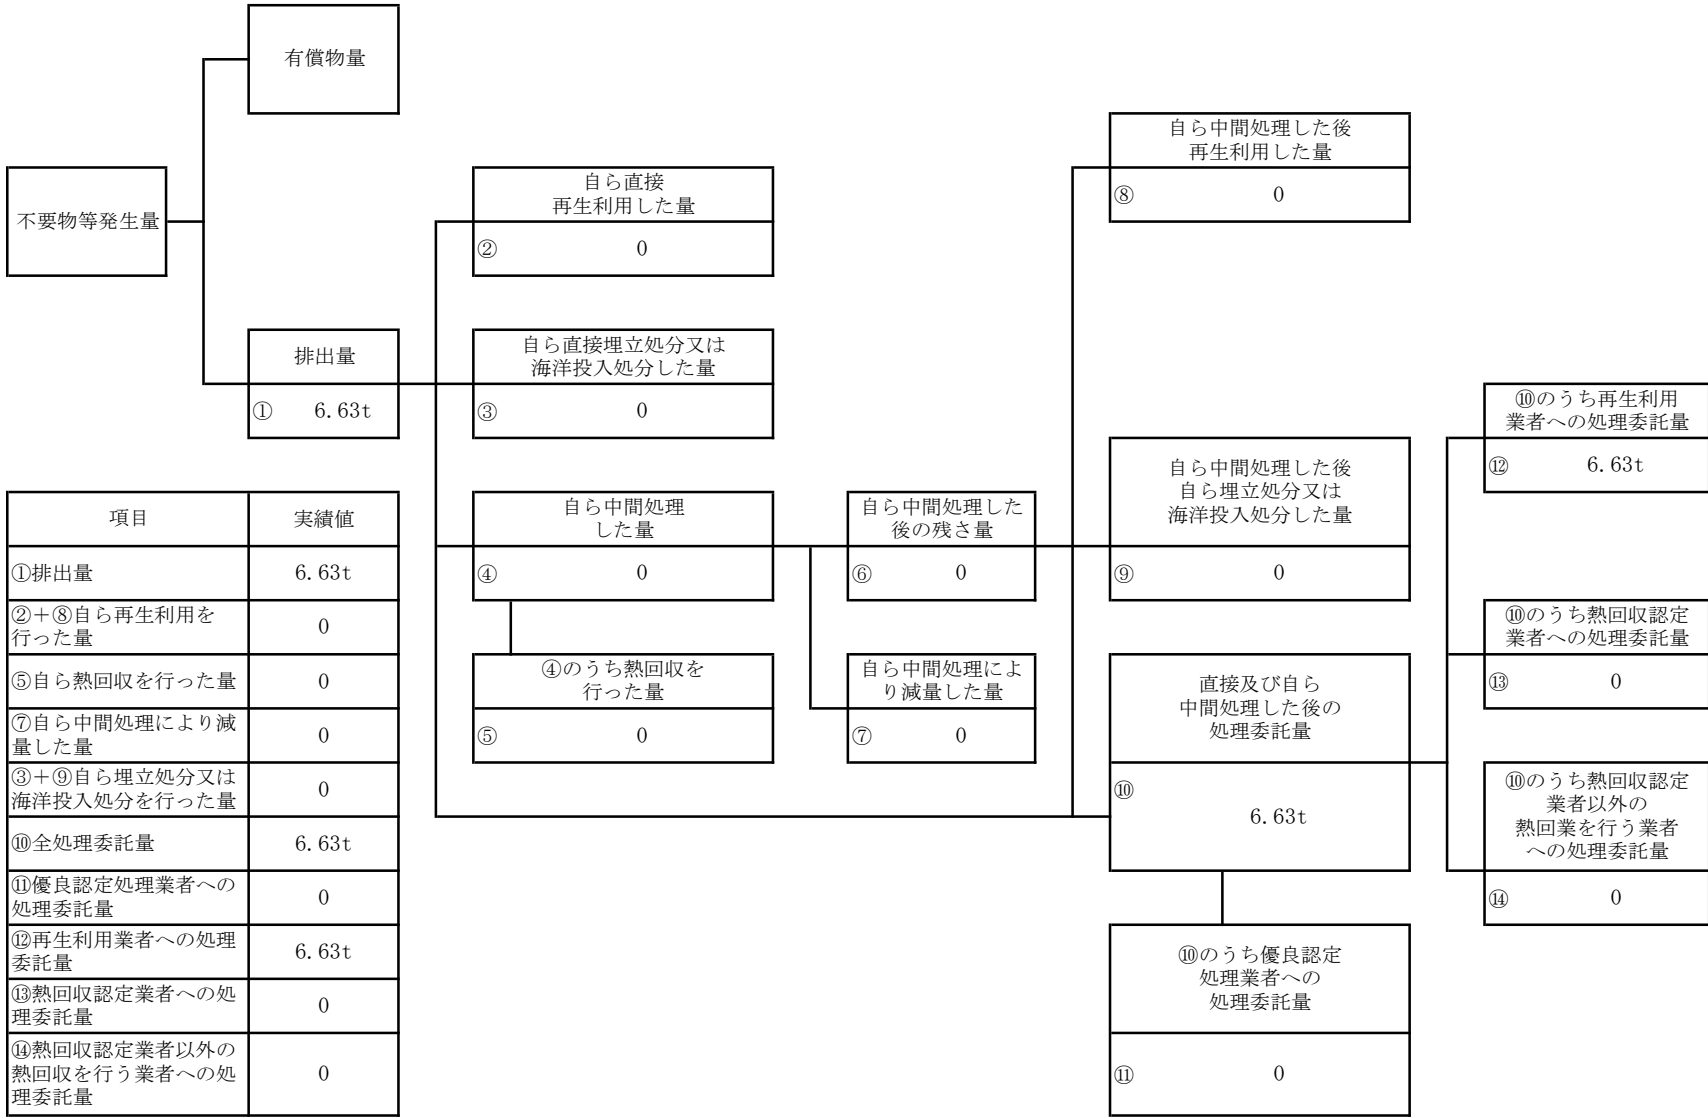 有償物量
不要物等発生量
排出量
① 6.63t
自ら直接
再生利用した量
② 0
自ら直接埋立処分又は
海洋投入処分した量
③ 0
自ら中間処理
した量
④ 0
④のうち熱回収を
行った量
⑤ 0
自ら中間処理した
後の残さ量
⑥ 0
自ら中間処理によ
り減量した量
⑦ 0
自ら中間処理した後
再生利用した量
⑧ 0
自ら中間処理した後
自ら埋立処分又は
海洋投入処分した量
⑨ 0
直接及び自ら
中間処理した後の
処理委託量
⑩
6.63t
⑩のうち優良認定
処理業者への
処理委託量
⑪ 0
⑩のうち再生利用
業者への処理委託量
⑫ 6.63t
⑩のうち熱回収認定
業者への処理委託量
⑬ 0
⑩のうち熱回収認定
業者以外の
熱回業を行う業者
への処理委託量
⑭ 0
項目 実績値
①排出量 6.63t
②+⑧自ら再生利用を
行った量 0
⑤自ら熱回収を行った量 0
⑦自ら中間処理により減
量した量 0
③+⑨自ら埋立処分又は
海洋投入処分を行った量 0
⑩全処理委託量 6.63t
⑪優良認定処理業者への
処理委託量 0
⑫再生利用業者への処理
委託量 6.63t
⑬熱回収認定業者への処
理委託量 0
⑭熱回収認定業者以外の
熱回収を行う業者への処
理委託量 0